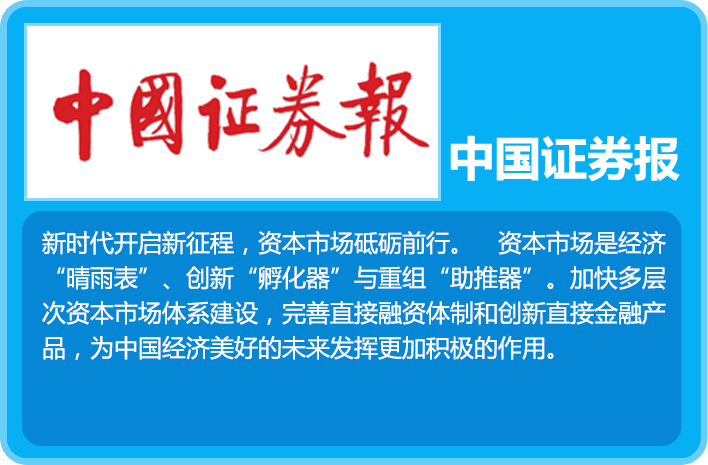 中國证券報
中国证券报
新时代开启新征程，资本市场砥砺前行。　资本市场是经济
“晴雨表”、创新“孵化器”与重组“助推器”。加快多层
次资本市场体系建设，完善直接融资体制和创新直接金融产
品，为中国经济美好的未来发挥更加积极的作用。